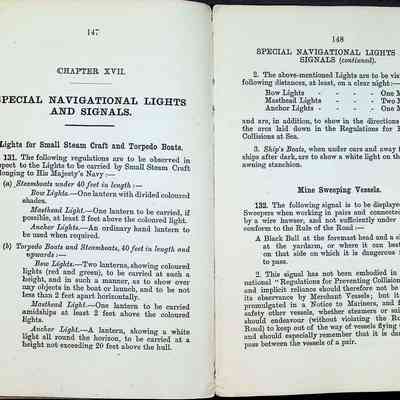 147
CHAPTER XVII.
SPECIAL NAVIGATIONAL LIGHTS
AND SIGNALS.
Lights for Small Steam Craft and Torpedo Boats.
131. The following regulations are to be observed in
respect to the Lights to be carried by Small Steam Craft
belonging to His Majesty's Navy :—
(a) Steamboats under 40 feet in length :—
Bow Lights.—One lantern with divided coloured
shades.
Masthead Light.—One lantern to be carried, if
possible, at least 2 feet above the coloured light.
Anchor Lights.—An ordinary hand lantern to
be used when required.
(b) Torpedo Boats and Steamboats, 40 feet in length and
upwards :—
Bow Lights.—Two lanterns, showing coloured
lights (red and green), to be carried at such a
height, and in such a manner, as to show over
any objects in the boat or launch, and to be not
less than 2 feet apart horizontally.
Masthead Light.—One lantern to be carried
amidships at least 2 feet above the coloured
lights.
Anchor Light.—A lantern, showing a white
light all round the horizon, to be carried at a
height not exceeding 20 feet above the hull.
148
SPECIAL NAVIGATIONAL LIGHTS
SIGNALS (continued).
2. The above-mentioned Lights are to be
following distances, at least, on a clear night:—
Bow Lights - - - One
Masthead Lights - - - Two
Anchor Lights - - - One
and are, in addition, to show in the directions
the area laid down in the Regulations for
Collisions at Sea.
3. Ship's Boats, when under oars and away
ships after dark, are to show a white light on the
awning stanchion.
Mine Sweeping Vessels.
132. The following signal is to be
Sweepers when working in pairs and
by a wire hawser, and not sufficiently under
conform to the Rule of the Road :—
A Black Ball at the foremast head and a
at the yardarm, or where it can best
on that side on which it is dangerous
to pass.
2. This signal has not been embodied in
national "Regulations for Preventing
and implicit reliance should therefore not be
its observance by Merchant Vessels; but it
promulgated in a Notice to Mariners, and
safety other vessels, whether steamers or
should endeavour (without violating the
Road) to keep out of the way of vessels flying
and should especially remember that it is
pass between the vessels of a pair.